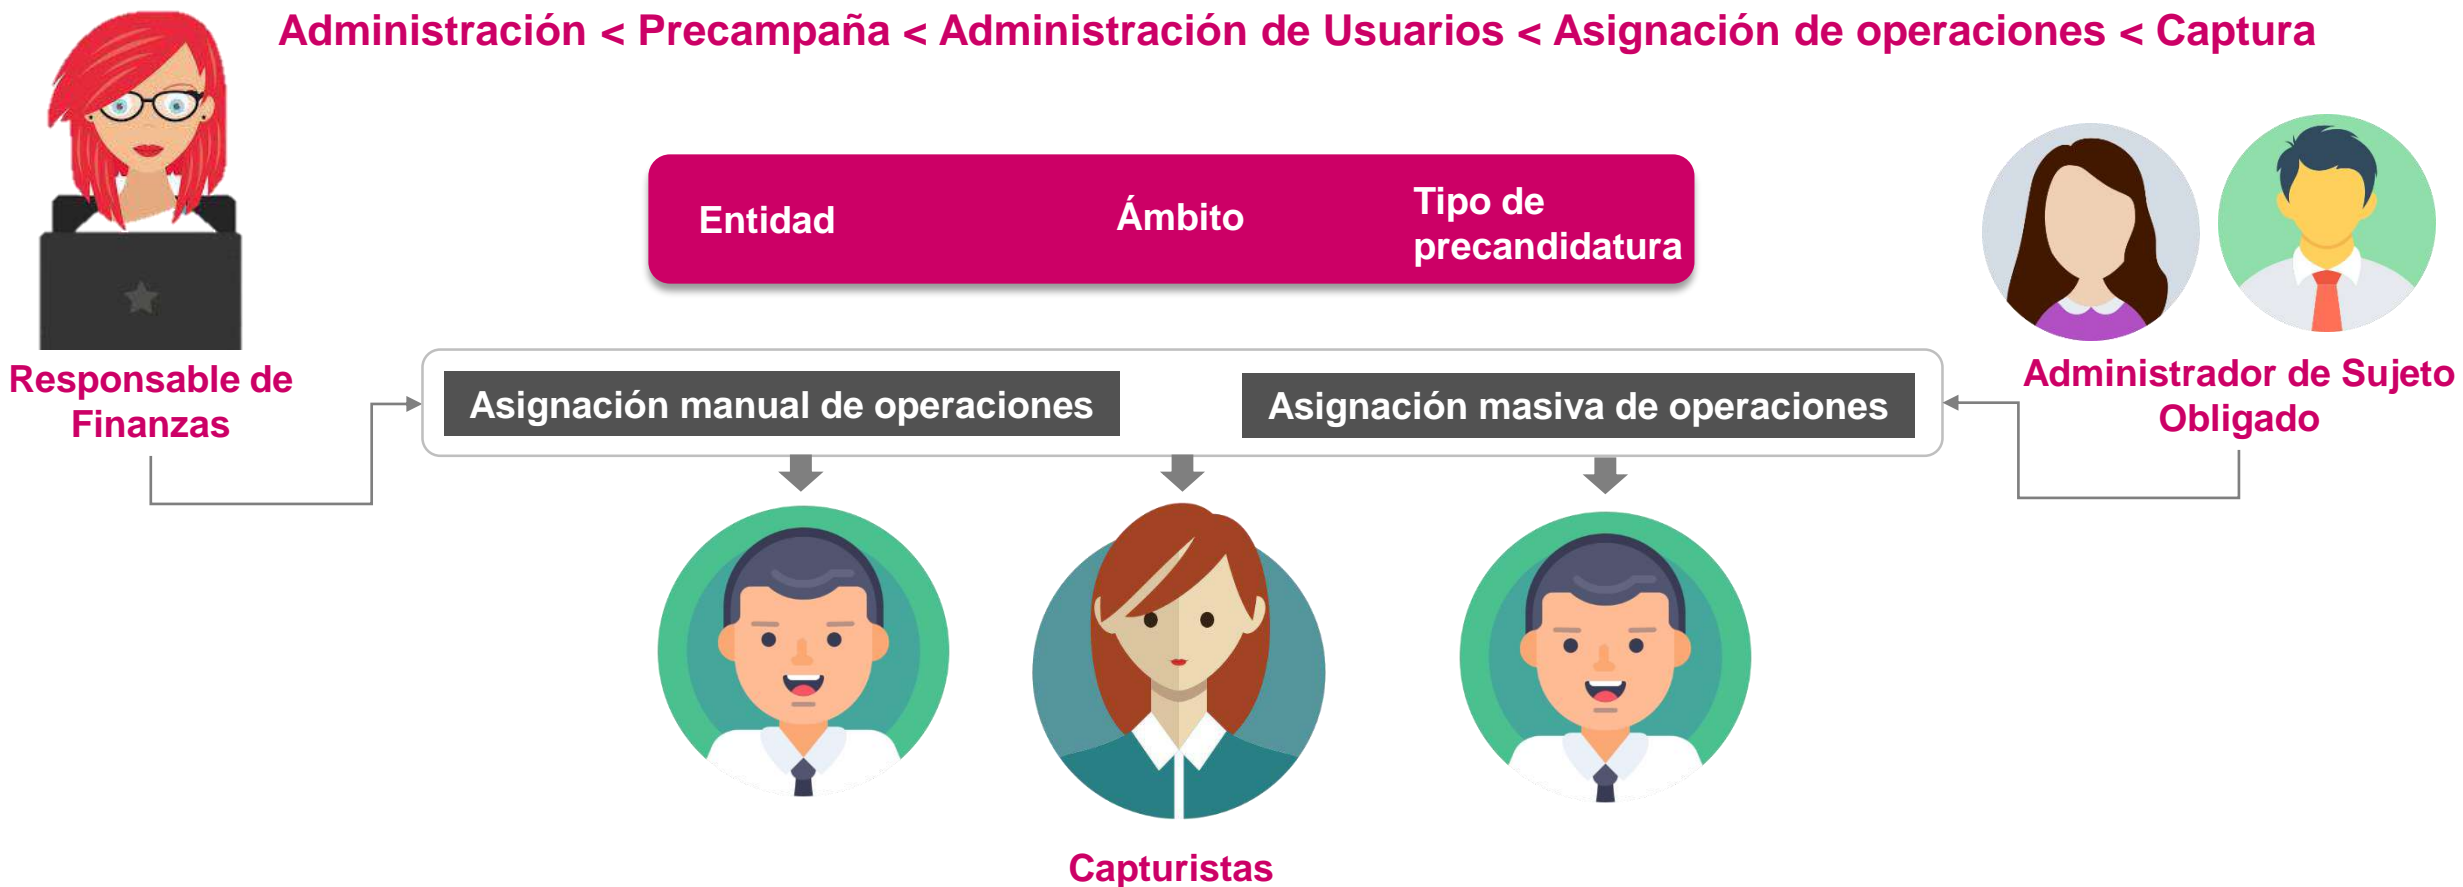 Administración < Precampaña < Administración de Usuarios < Asignación de operaciones < Captura
Entidad
Ámbito
Tipo de
precandidatura
Responsable de
Finanzas
Asignación manual de operaciones
Asignación masiva de operaciones
Administrador de Sujeto
Obligado
Capturistas